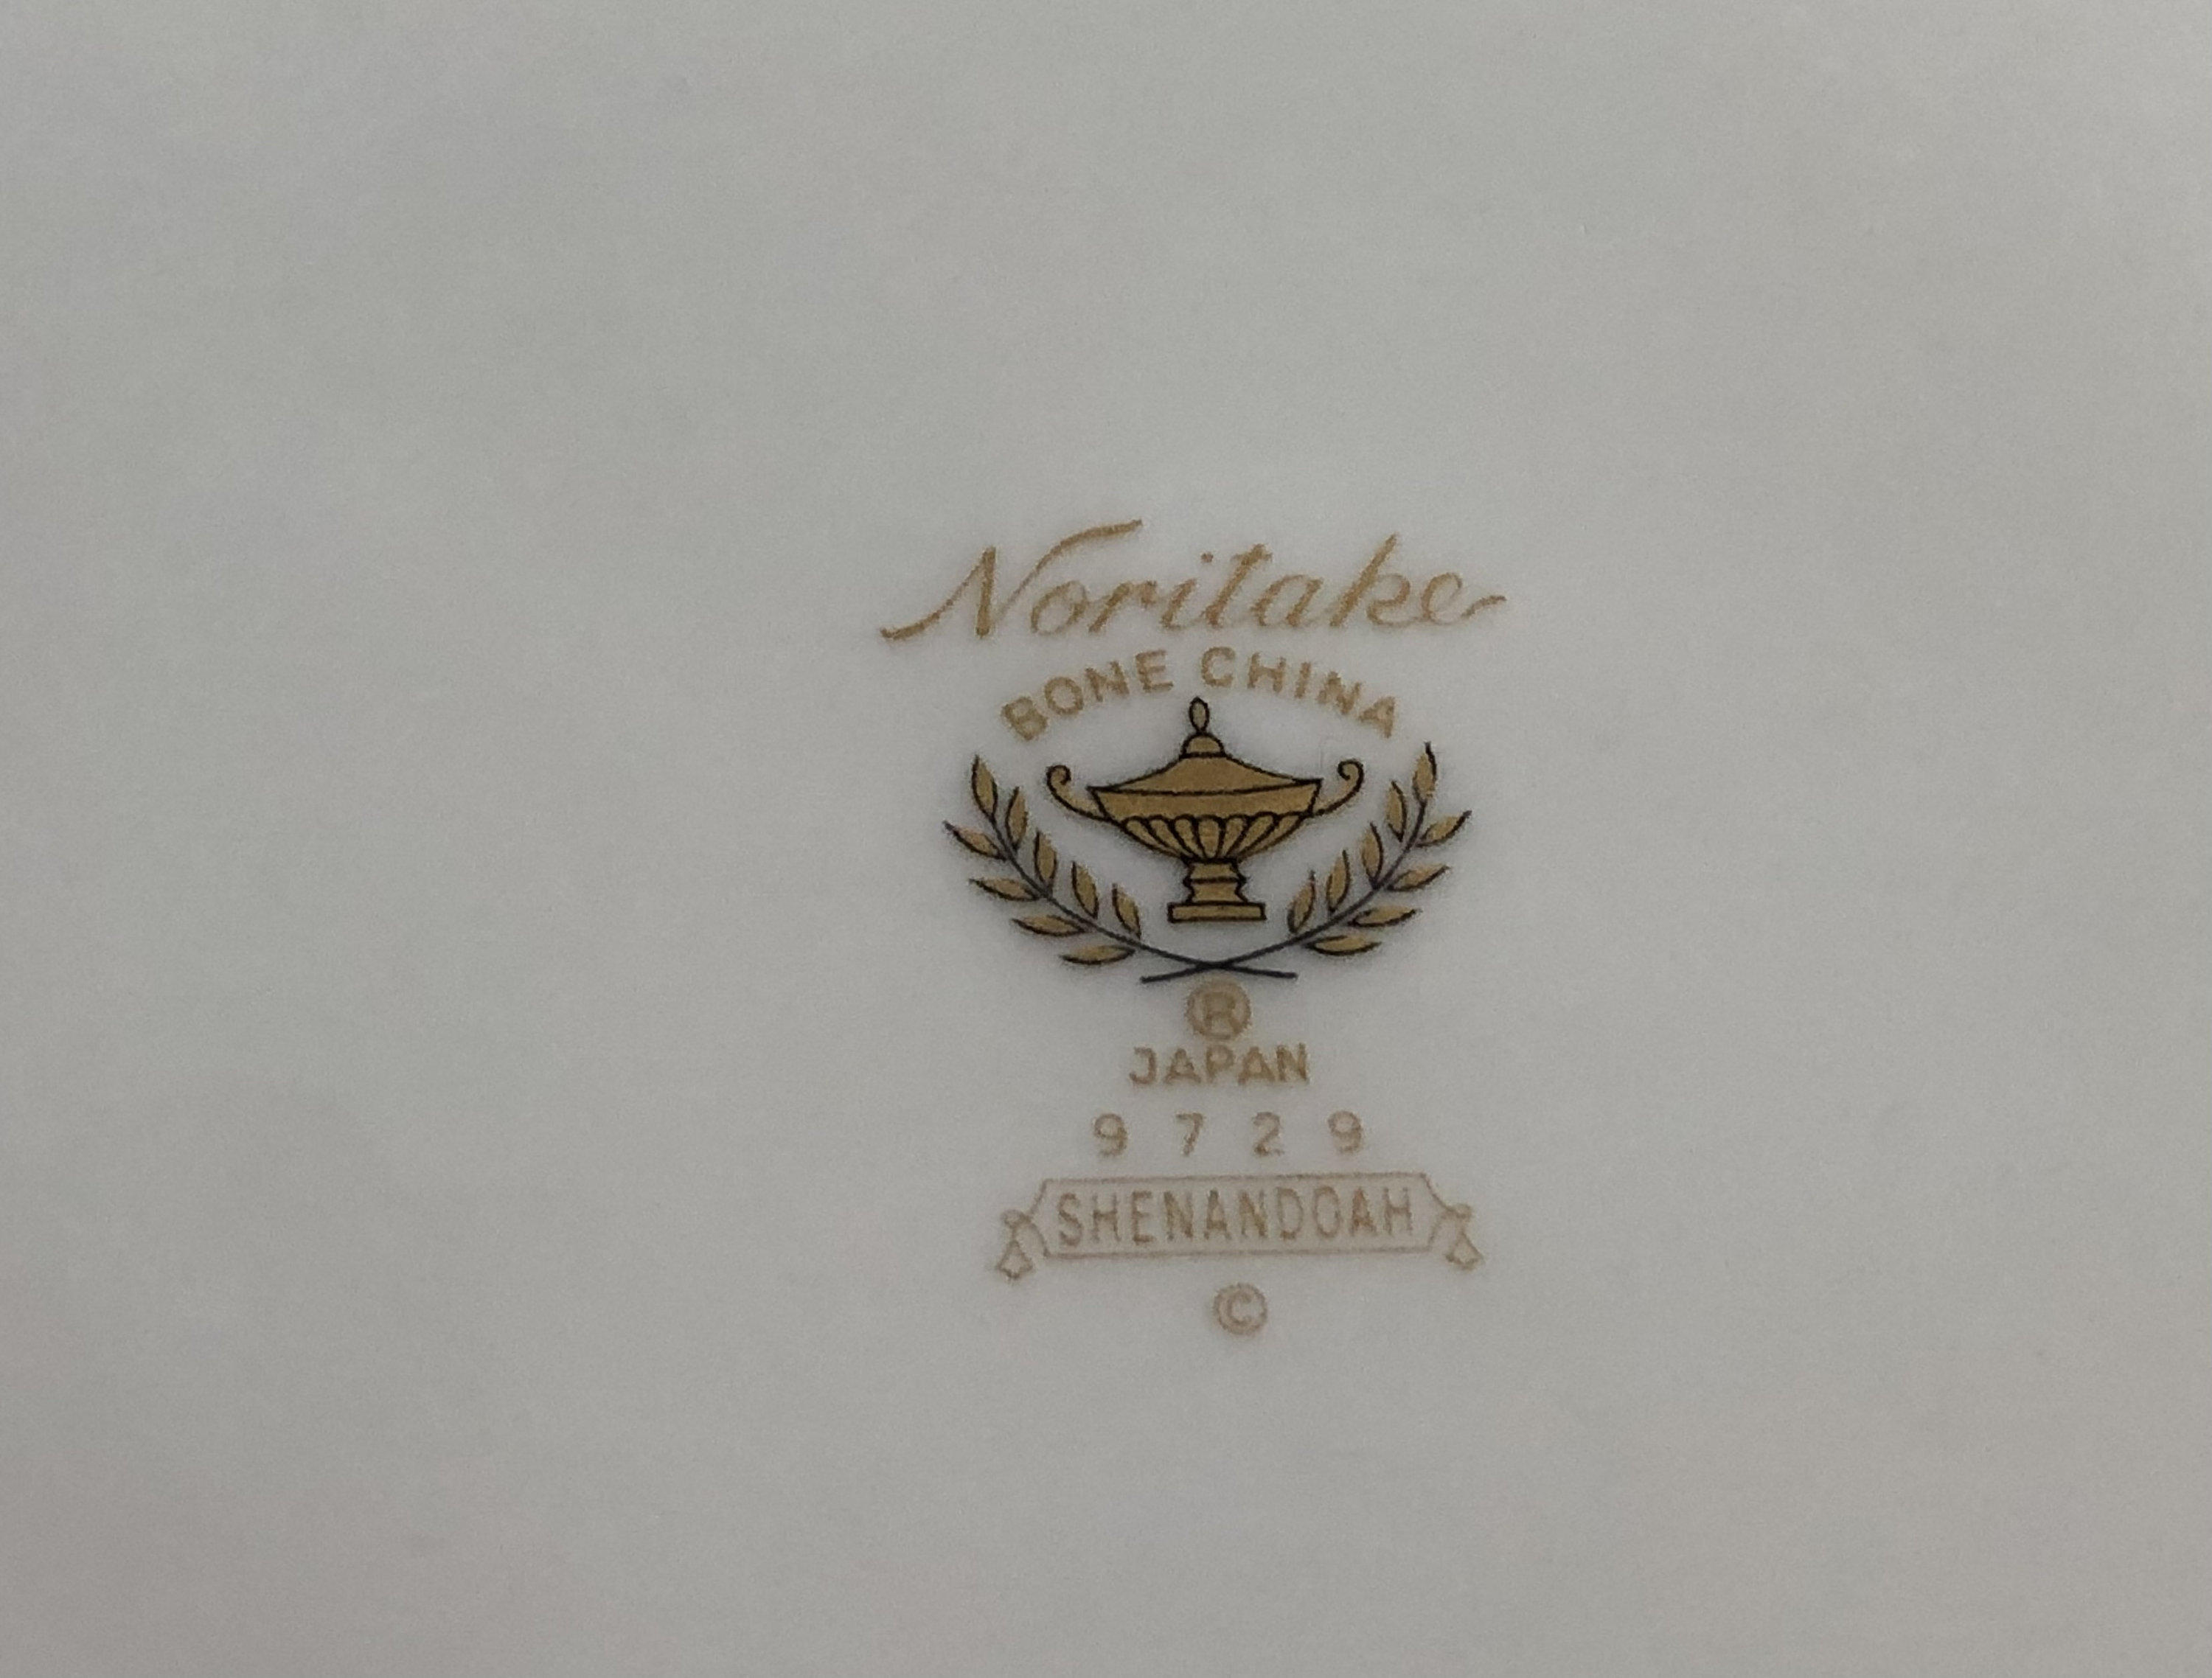 Noritake
BONE CHINA
®
JAPAN
9729
SHENANDOAH
©